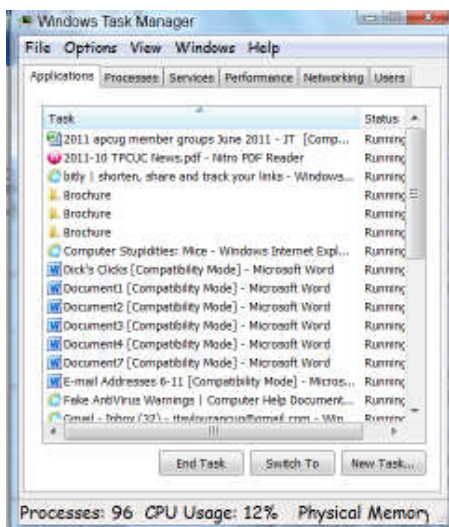 Windows Task Manager
File Options View Windows Help
Applications Processes Services Performance Networking Users
Task Status
2011 apcug member groups June 2011 - JT [Comp... Running
2011-10 TPCUC News.pdf - Nitro PDF Reader Running
bitly | shorten, share and track your links - Windows... Running
Brochure Running
Brochure Running
Brochure Running
Computer Stupidities: Mice - Windows Internet Expl... Running
Dick's Clicks [Compatibility Mode] - Microsoft Word Running
Document1 [Compatibility Mode] - Microsoft Word Running
Document2 [Compatibility Mode] - Microsoft Word Running
Document3 [Compatibility Mode] - Microsoft Word Running
Document4 [Compatibility Mode] - Microsoft Word Running
Document7 [Compatibility Mode] - Microsoft Word Running
E-mail Addresses 6-11 [Compatibility Mode] - Micros... Running
Fake AntiVirus Warnings | Computer Help Document... Running
Gmail - Inbox (32) - Win... Running
End Task Switch To New Task...
Processes: 96 CPU Usage: 12% Physical Memory